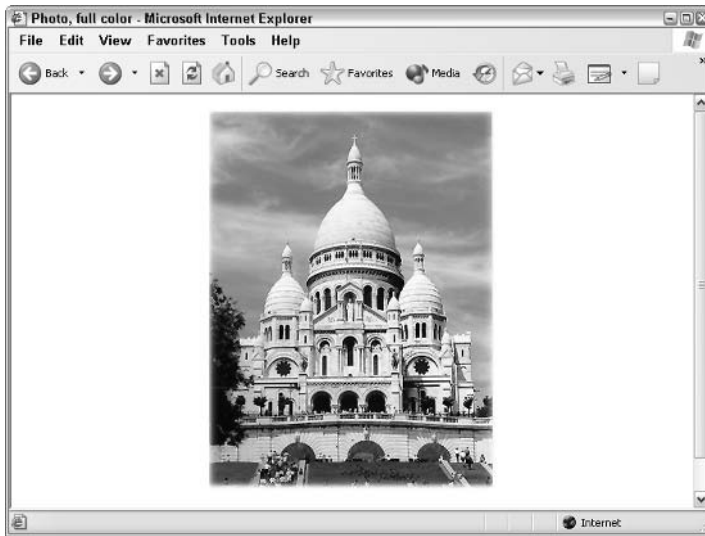 Photo, full color - Microsoft Internet Explorer
File Edit View Favorites Tools Help
Back Search Favorites Media
Internet